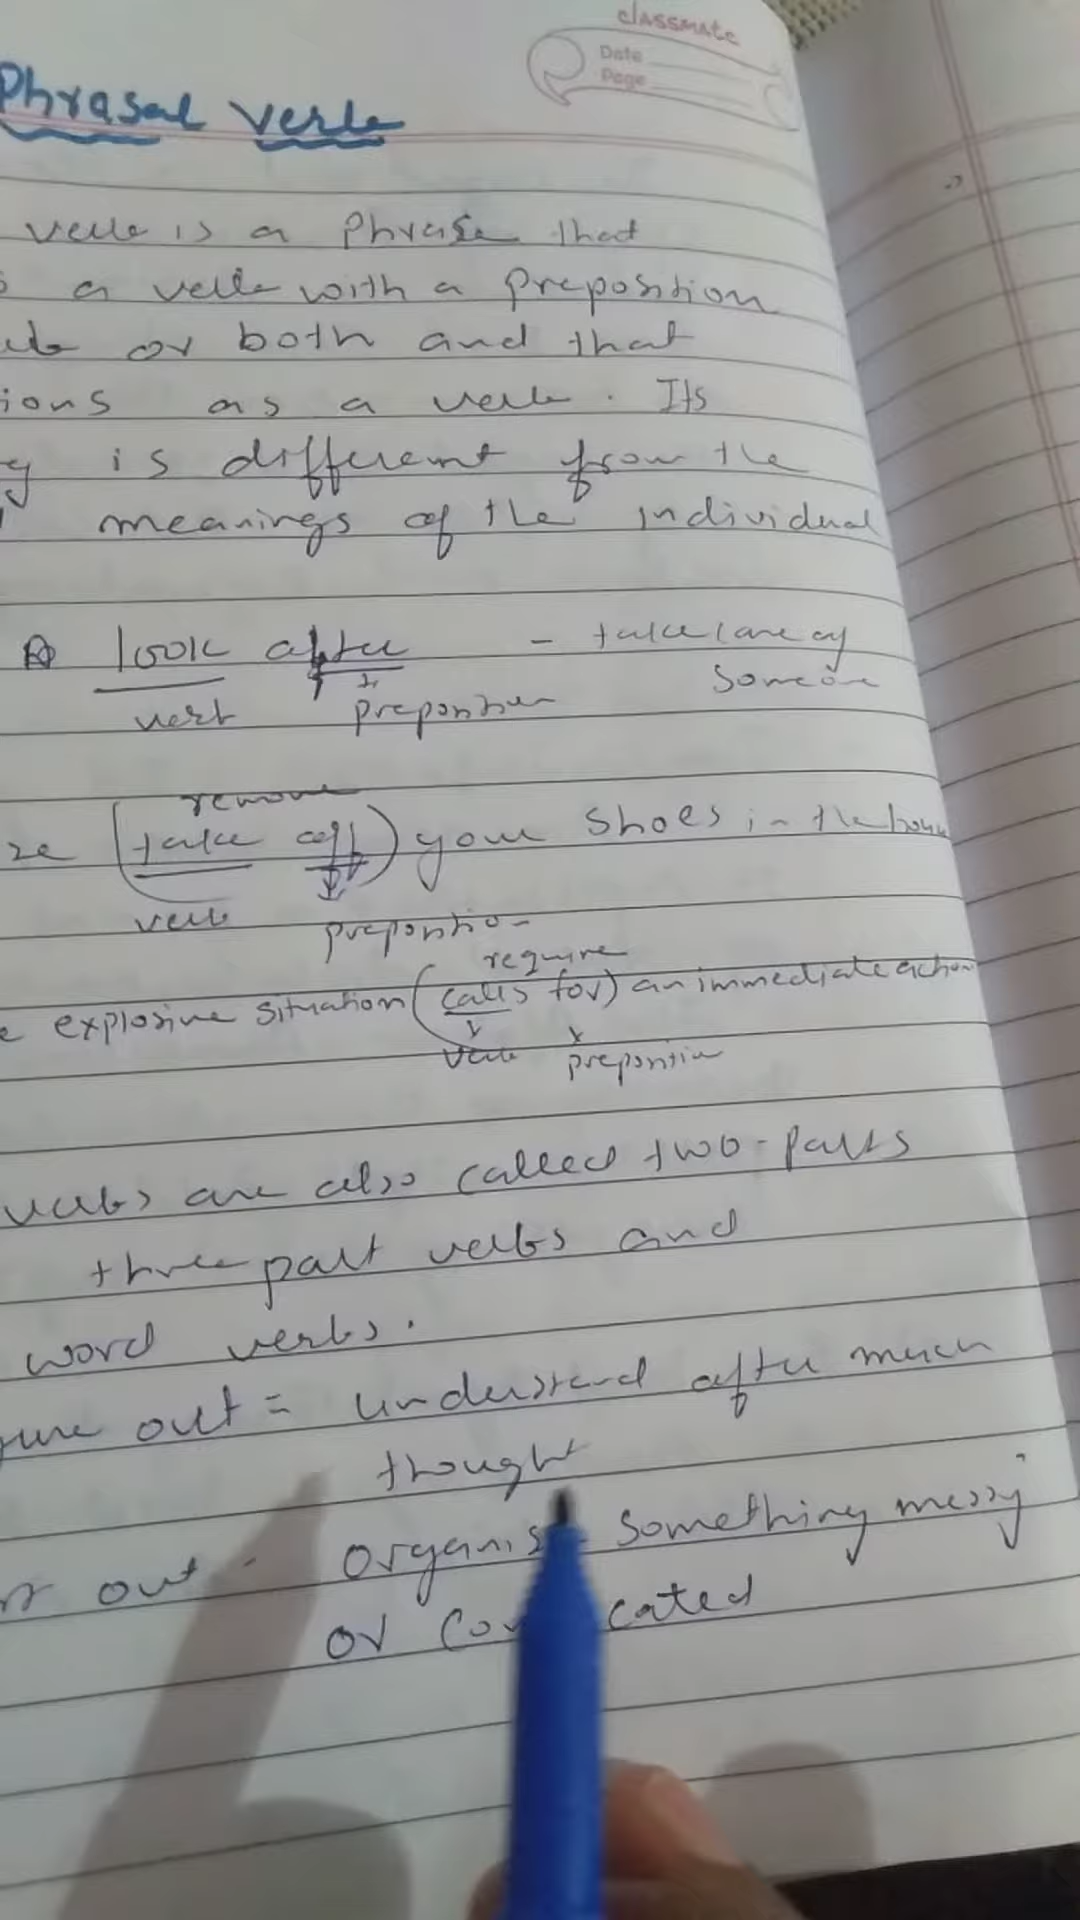 classmate
Date
Page
Phrasal verb
verb is a Phrase that
a verb with a preposition
or both and that
ions as a verb. Its
is different from the
meanings of the individual
look after - take care of
someone
verb preposition
remove
take off your shoes in the house
verb
preposition
require
explosive situation (calls for) an immediate action
verb preposition
verbs are also called two-parts
three part verbs and
word verbs.
ure out = understand after much
thought
out - organis something messy
or cated